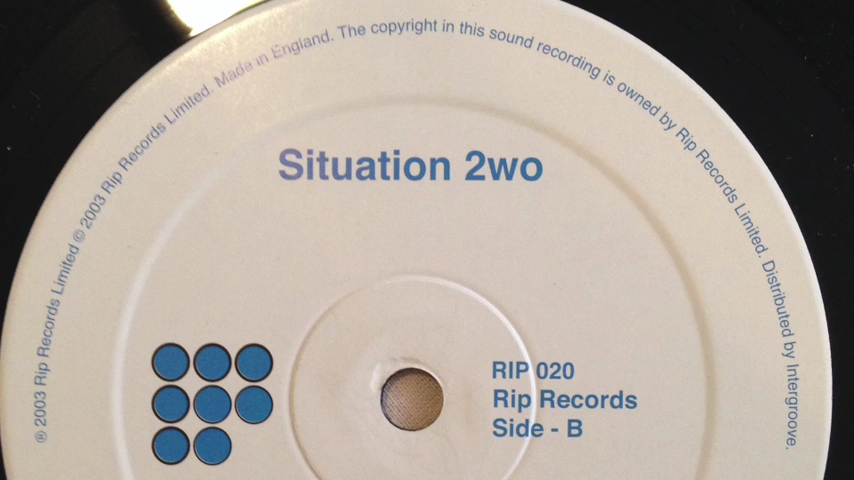 ® 2003 Rip Records Limited © 2003 Rip Records Limited. Made in England. The copyright in this sound recording is owned by Rip Records Limited. Distributed by Intergroove.
Situation 2wo
RIP 020
Rip Records
Side - B